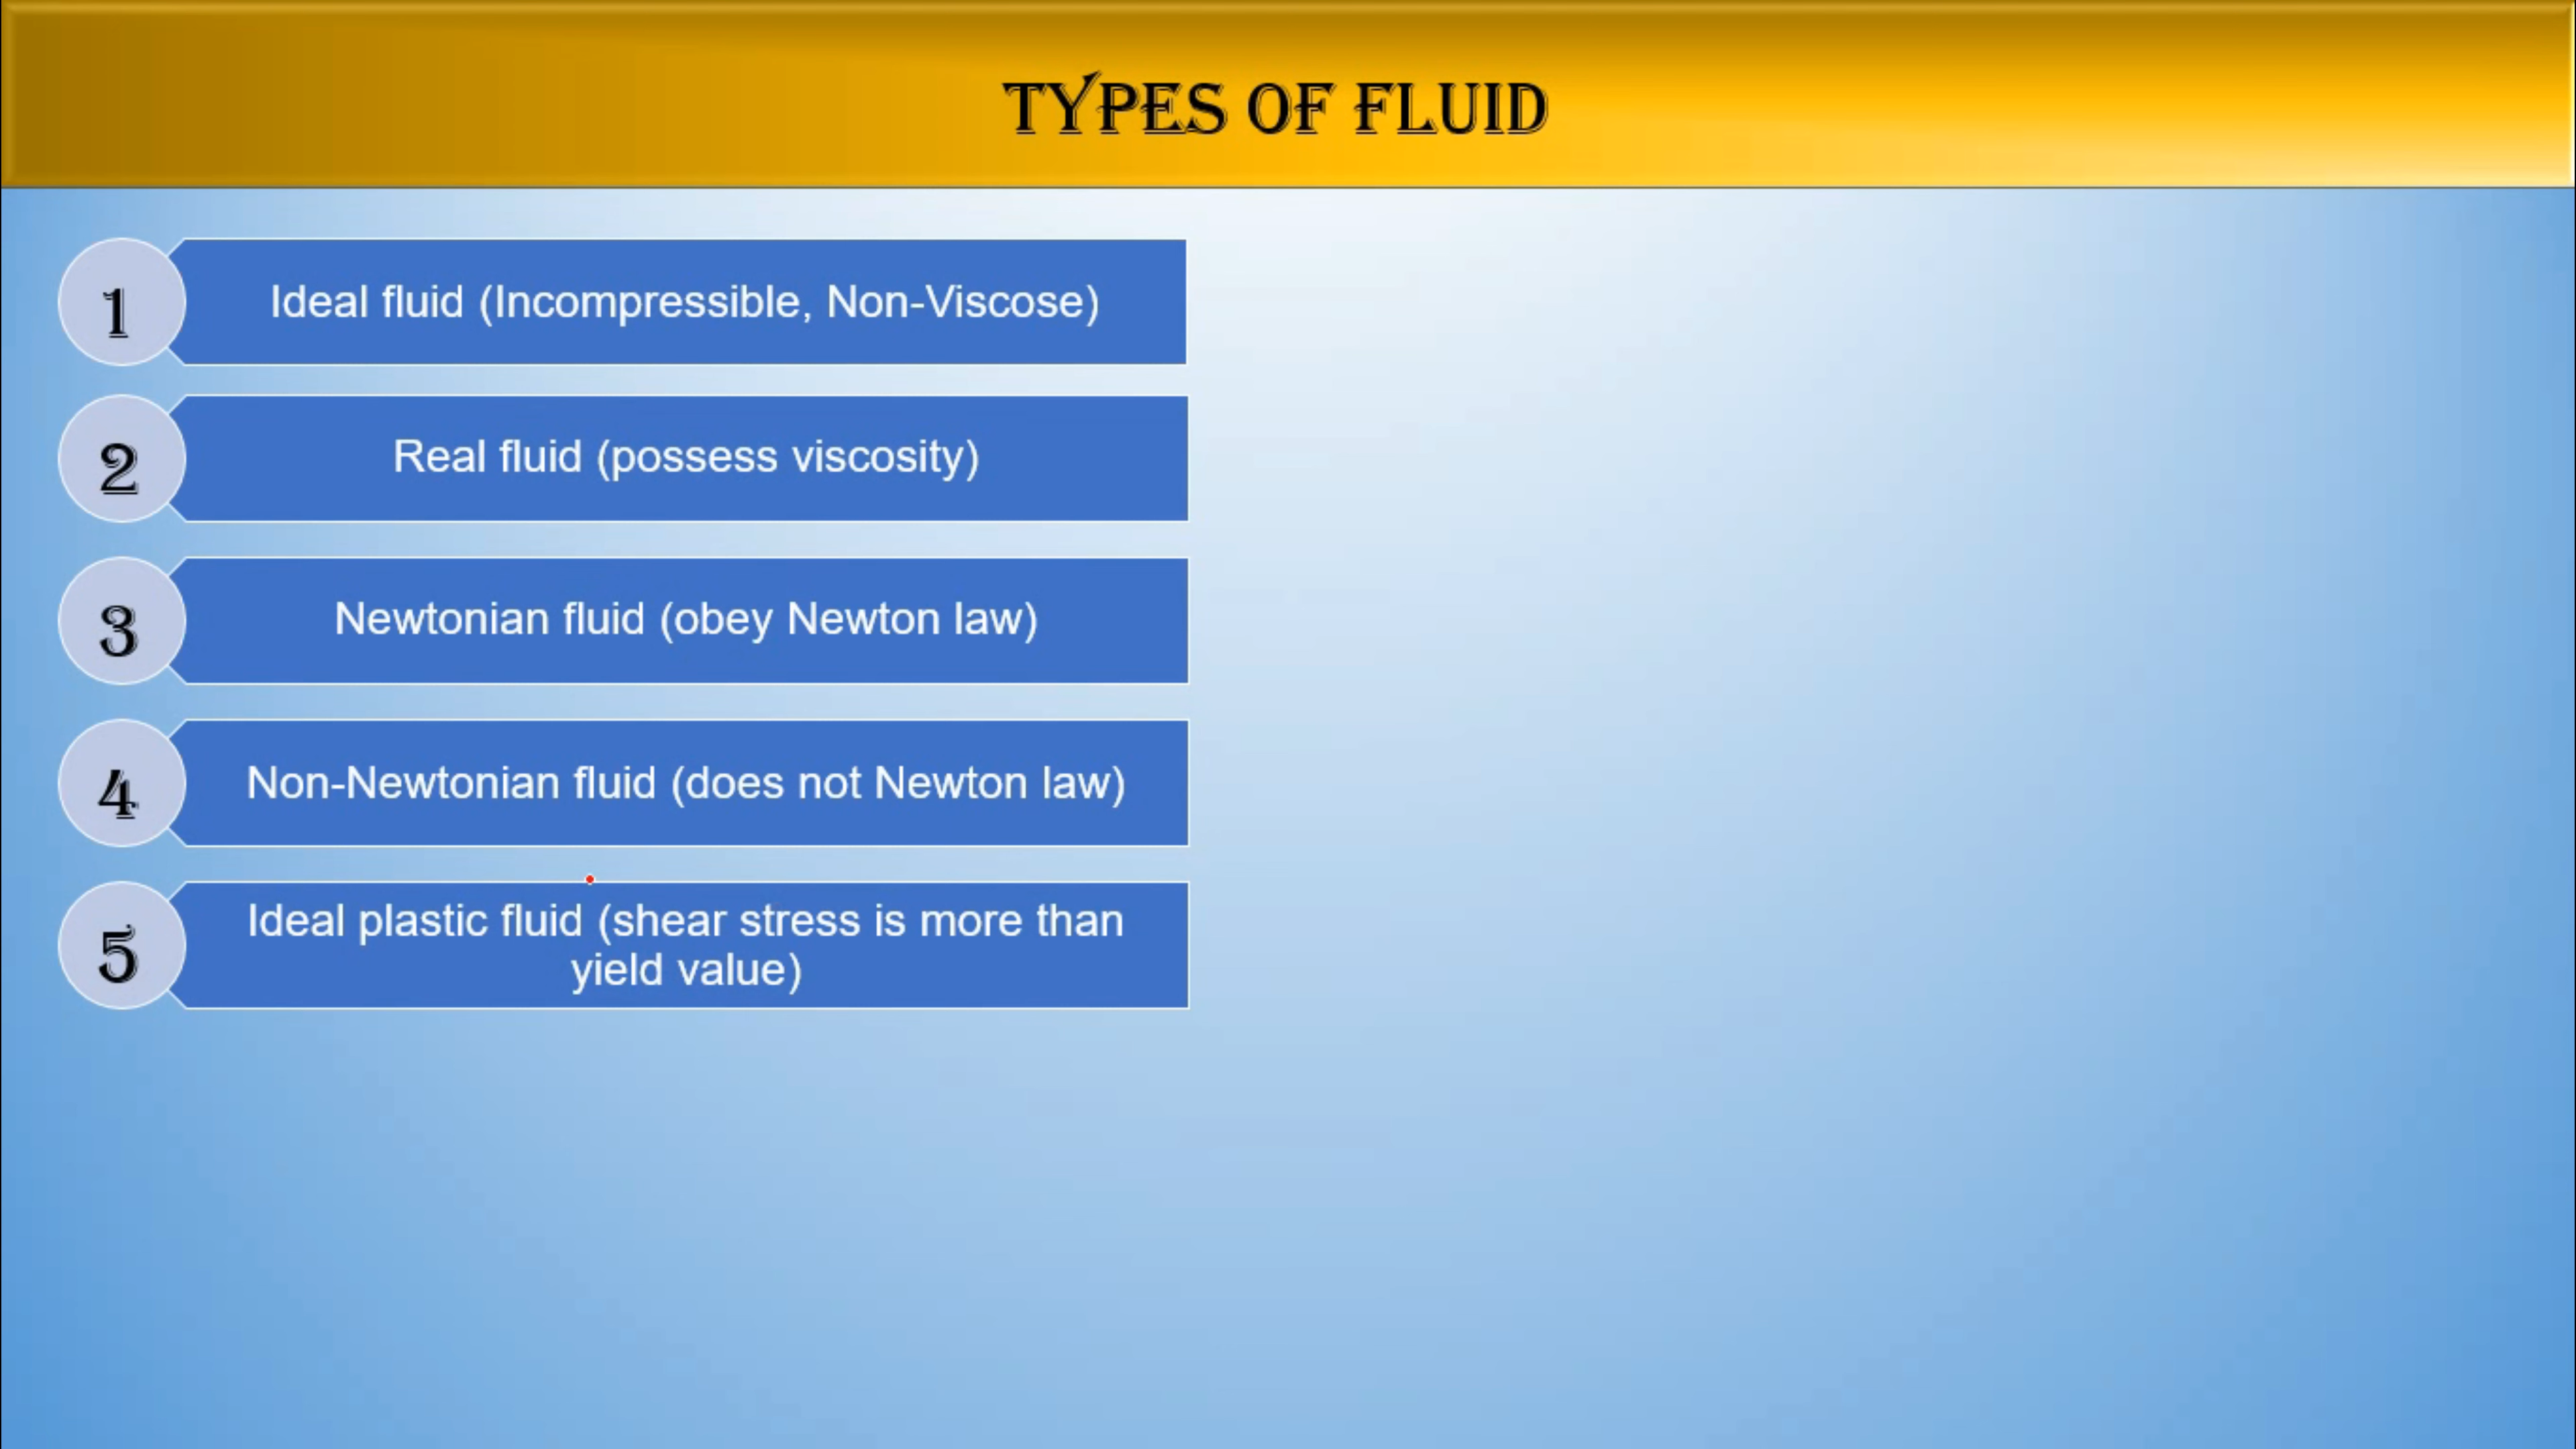 TYPES OF FLUID
1
Ideal fluid (Incompressible, Non-Viscose)
2
Real fluid (possess viscosity)
3
Newtonian fluid (obey Newton law)
4
Non-Newtonian fluid (does not Newton law)
5
Ideal plastic fluid (shear stress is more than
yield value)